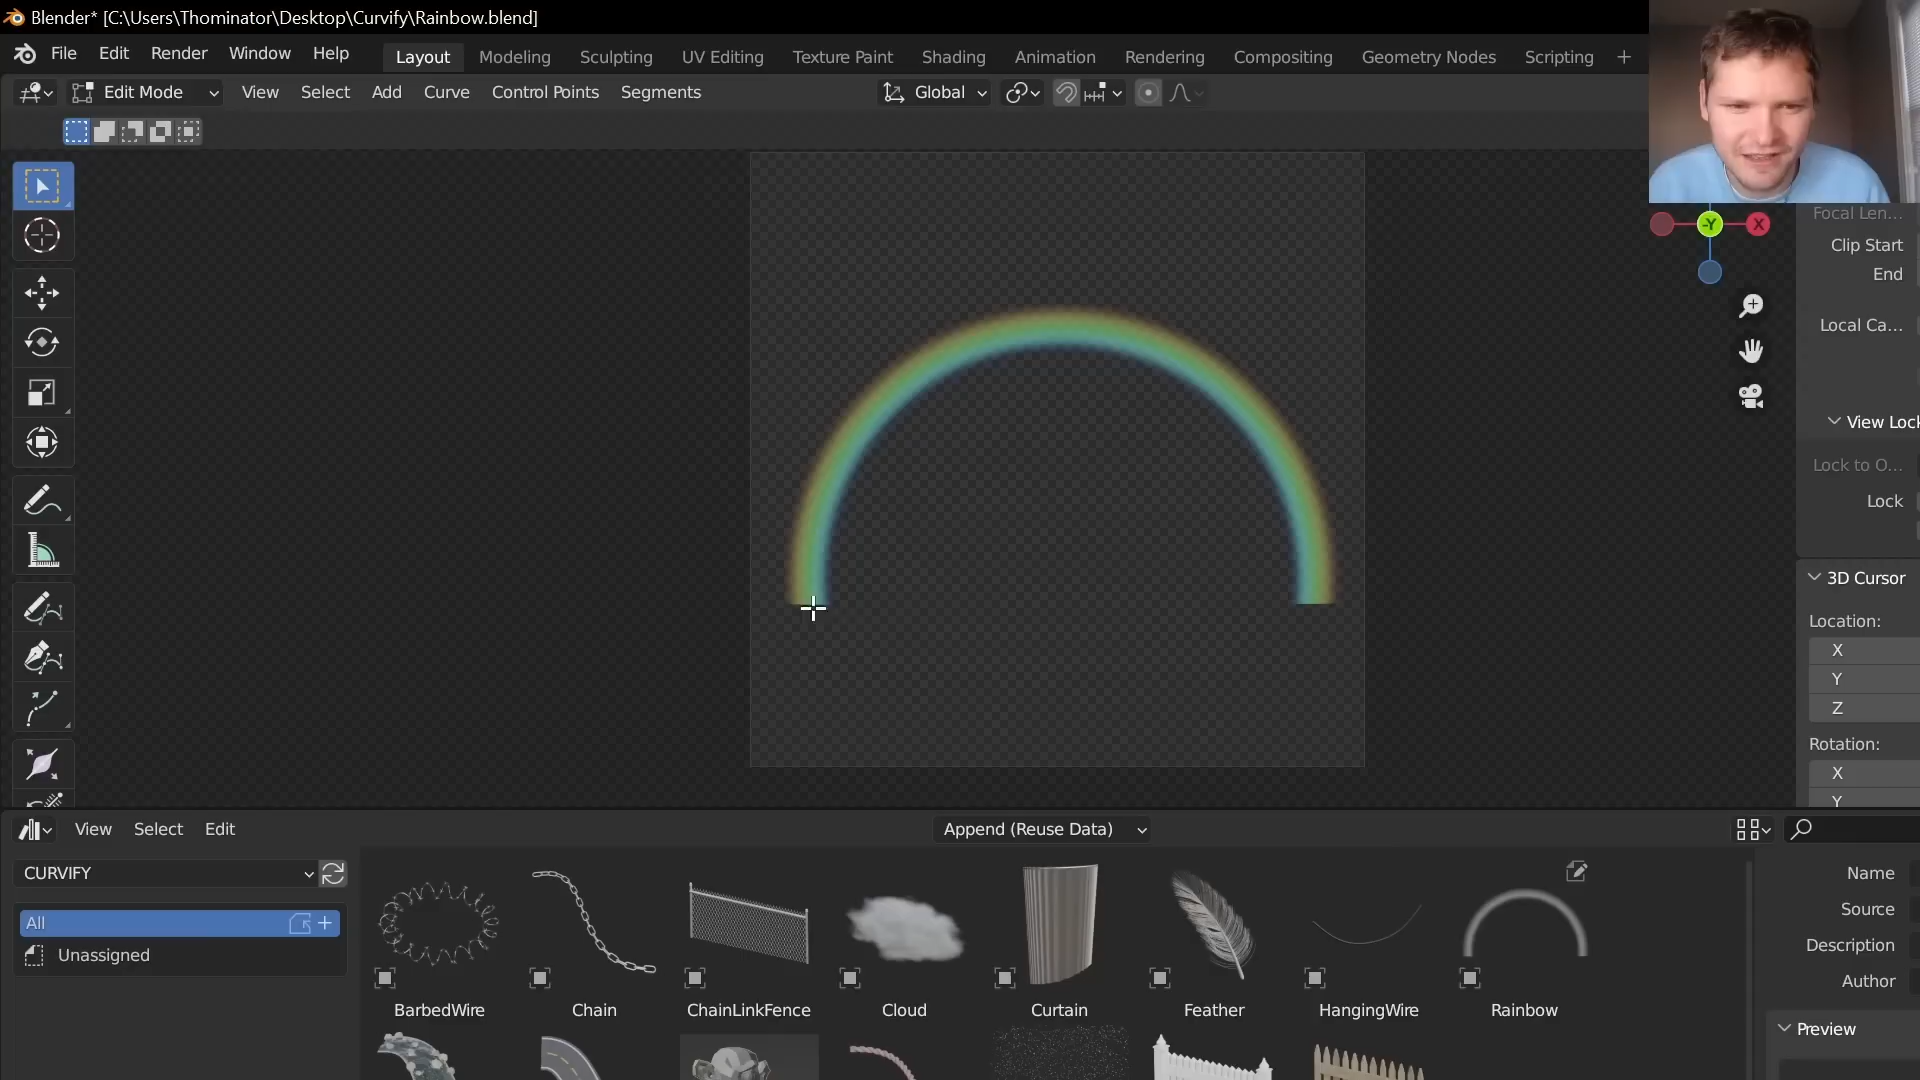 Blender* [C:\Users\Thominator\Desktop\Curvify\Rainbow.blend]
File Edit Render Window Help Layout Modeling Sculpting UV Editing Texture Paint Shading Animation Rendering Compositing Geometry Nodes Scripting +
Edit Mode View Select Add Curve Control Points Segments Global
-Y X
Focal Len...
Clip Start
End
Local Ca...
View Lock
Lock to O...
Lock
3D Cursor
Location:
X
Y
Z
Rotation:
X
Y
View Select Edit Append (Reuse Data)
CURVIFY
All
Unassigned
BarbedWire Chain ChainLinkFence Cloud Curtain Feather HangingWire Rainbow
Name
Source
Description
Author
Preview